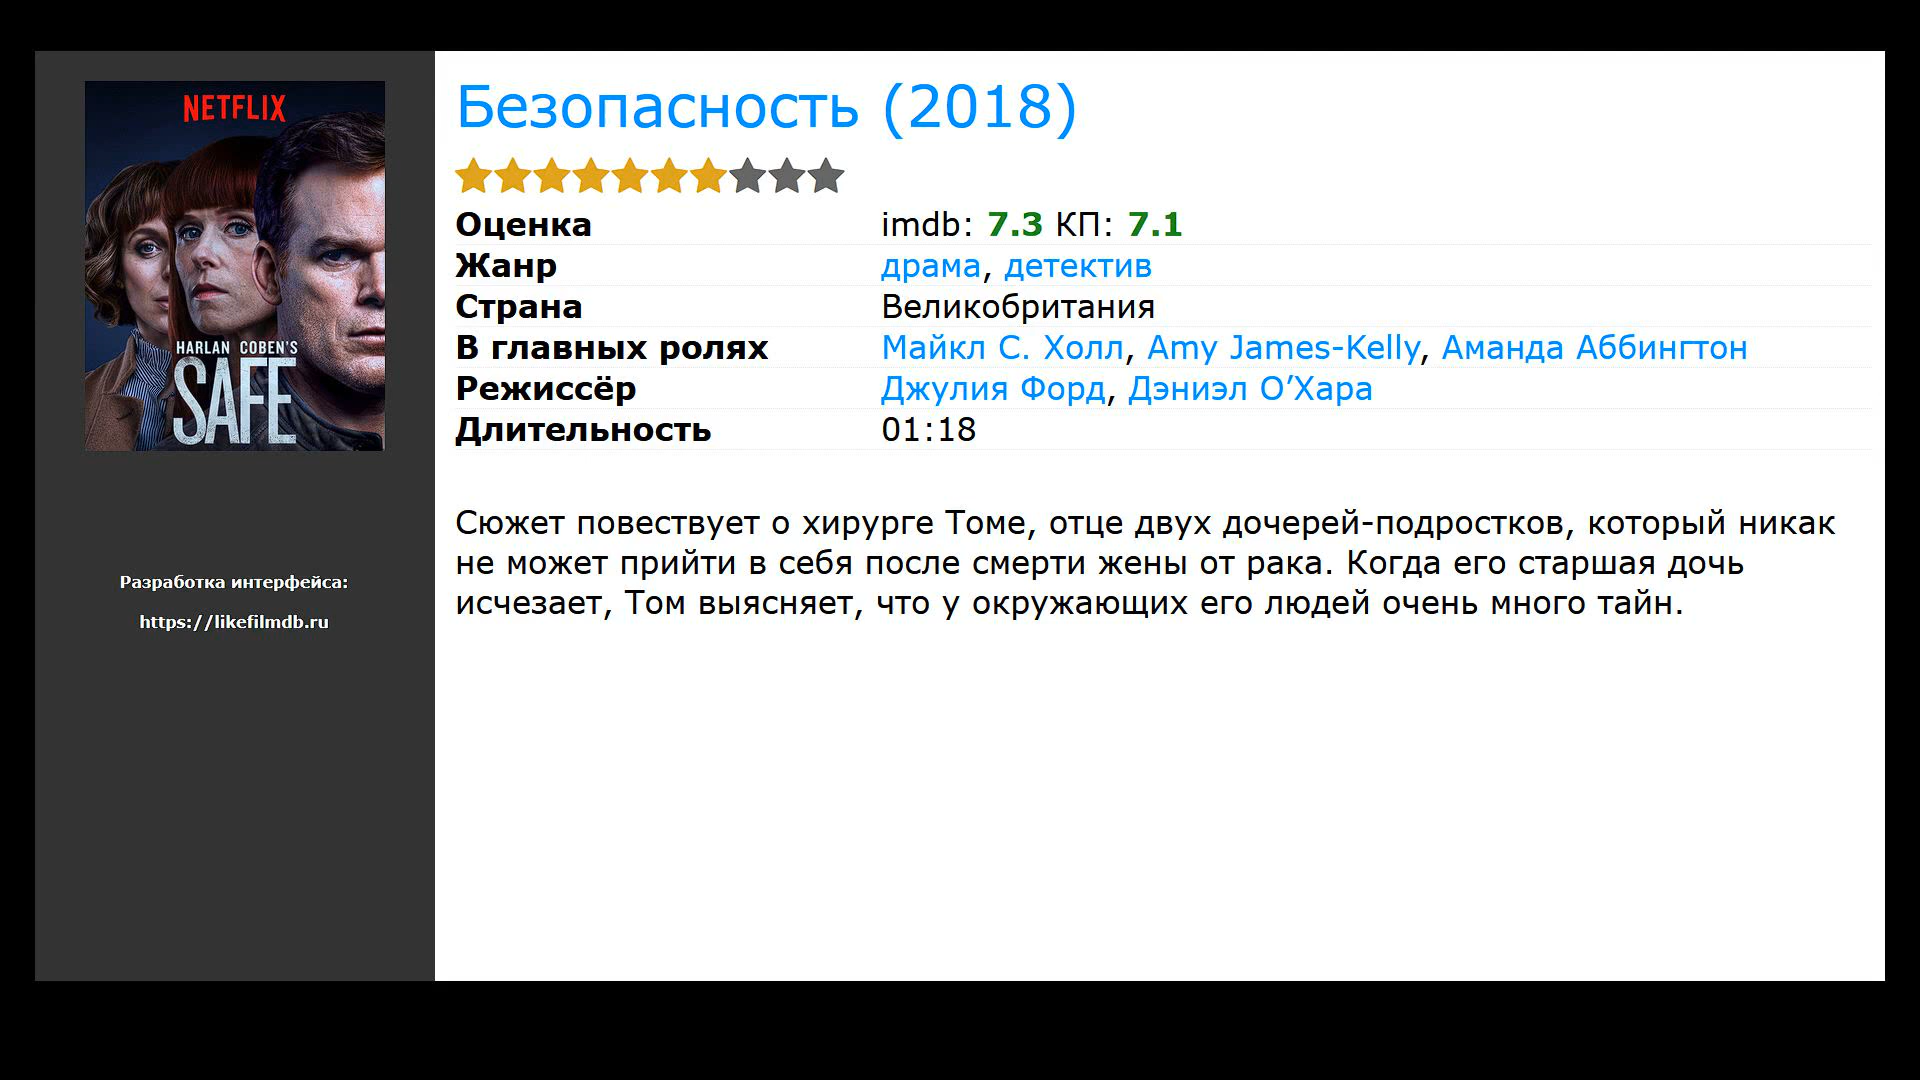 NETFLIX
HARLAN COBEN'S
SAFE
Разработка интерфейса:
https://likefilmdb.ru
Безопасность (2018)
Оценка imdb: 7.3 КП: 7.1
Жанр драма, детектив
Страна Великобритания
В главных ролях Майкл С. Холл, Amy James-Kelly, Аманда Аббингтон
Режиссёр Джулия Форд, Дэниэл О’Хара
Длительность 01:18
Сюжет повествует о хирурге Томе, отце двух дочерей-подростков, который никак
не может прийти в себя после смерти жены от рака. Когда его старшая дочь
исчезает, Том выясняет, что у окружающих его людей очень много тайн.